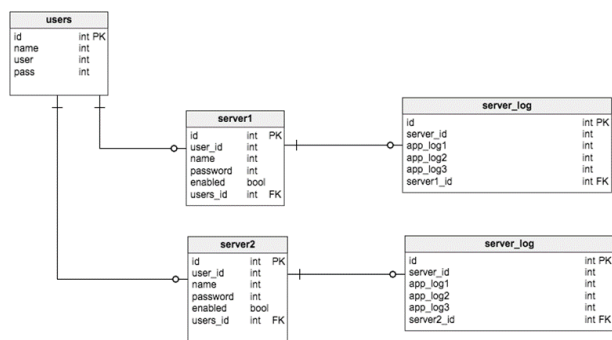 users
id int PK
name int
user int
pass int
server1
id int PK
user_id int
name int
password int
enabled bool
users_id int FK
server_log
id int PK
server_id int
app_log1 int
app_log2 int
app_log3 int
server1_id int FK
server2
id int PK
user_id int
name int
password int
enabled bool
users_id int FK
server_log
id int PK
server_id int
app_log1 int
app_log2 int
app_log3 int
server2_id int FK